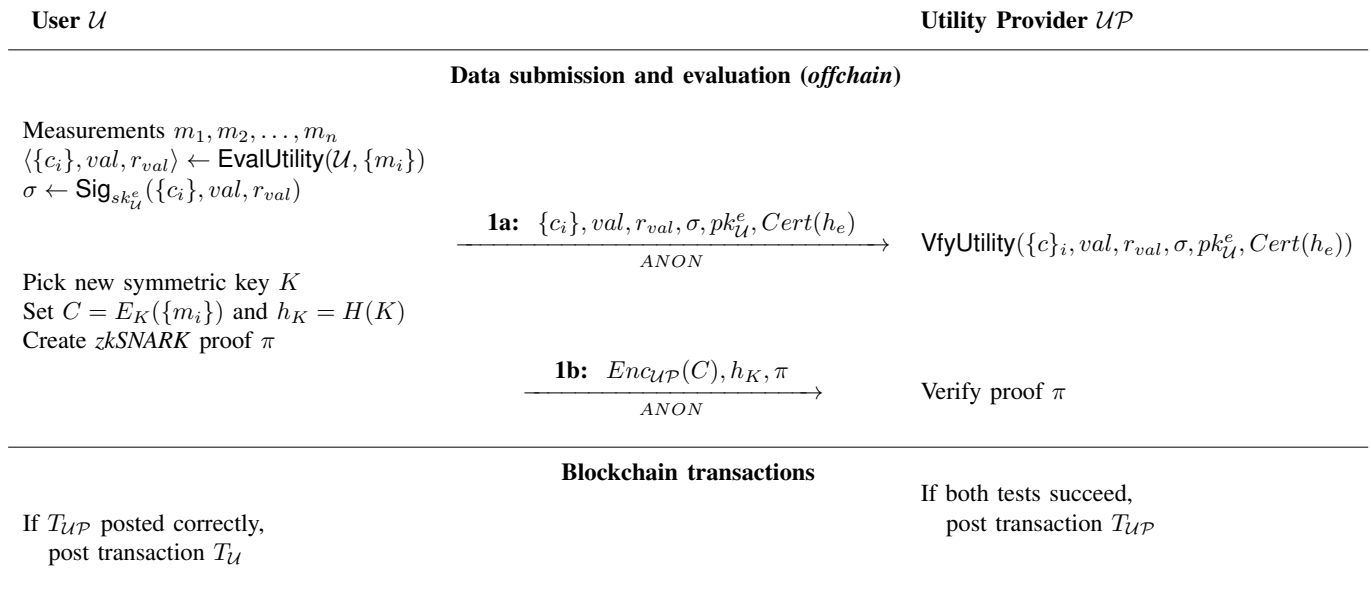 User 𝒰
Utility Provider 𝒰𝒫
Data submission and evaluation (offchain)
Measurements m₁, m₂, …, mₙ
⟨{cᵢ}, val, r_val⟩ ← EvalUtility(𝒰, {mᵢ})
σ ← Sig_{sk^e_𝒰}({cᵢ}, val, r_val)
1a: {cᵢ}, val, r_val, σ, pk^e_𝒰, Cert(hₑ)
ANON
VfyUtility({c}ᵢ, val, r_val, σ, pk^e_𝒰, Cert(hₑ))
Pick new symmetric key K
Set C = E_K({mᵢ}) and h_K = H(K)
Create zkSNARK proof π
1b: Enc_𝒰𝒫(C), h_K, π
ANON
Verify proof π
Blockchain transactions
If both tests succeed,
post transaction T_𝒰𝒫
If T_𝒰𝒫 posted correctly,
post transaction T_𝒰